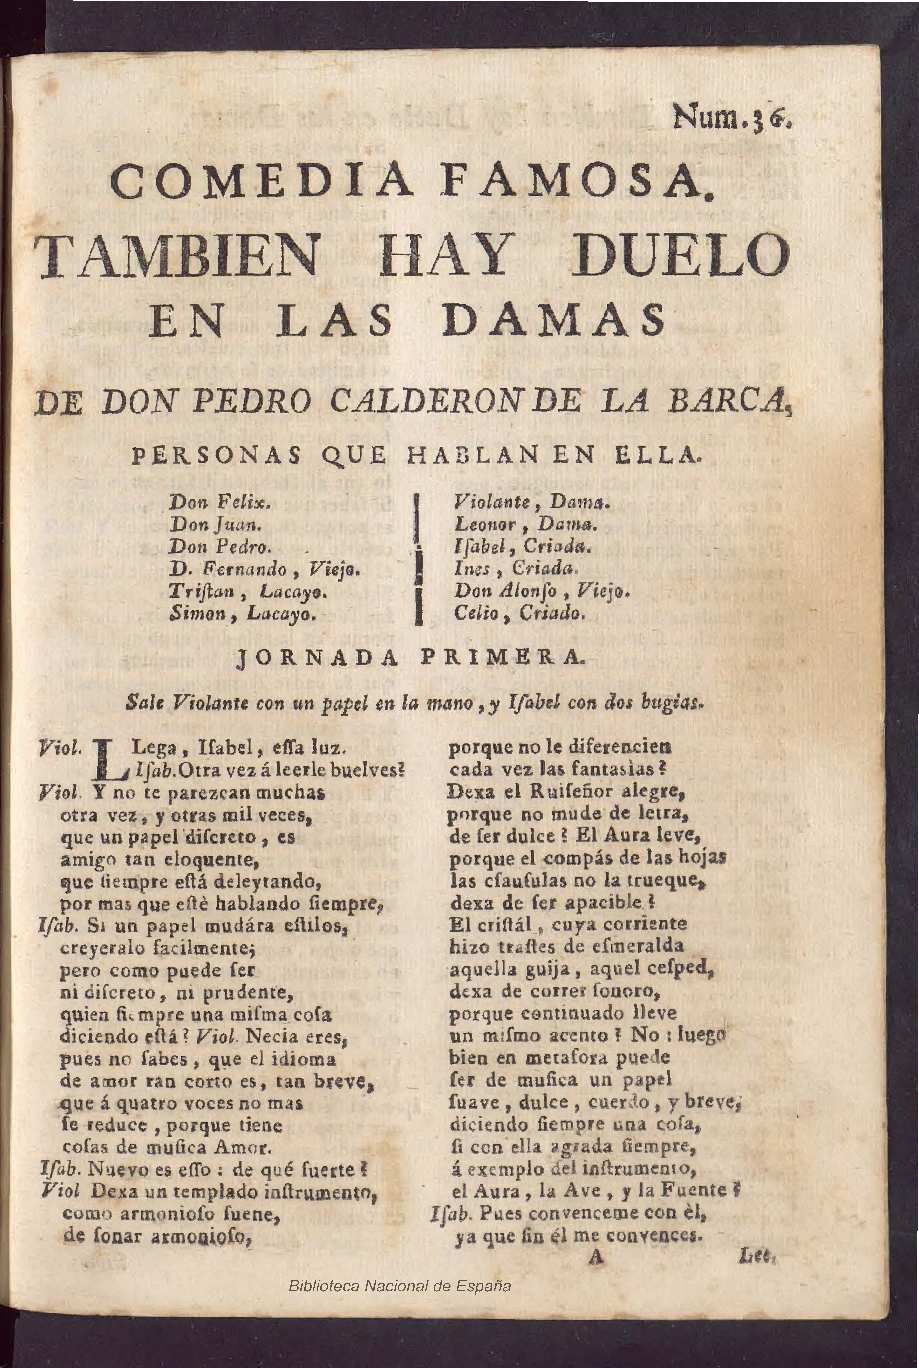 Num. 36.
COMEDIA FAMOSA.
TAMBIEN HAY DUELO
EN LAS DAMAS
DE DON PEDRO CALDERON DE LA BARCA,
PERSONAS QUE HABLAN EN ELLA.
Don Felix.
Don Juan.
Don Pedro.
D. Fernando, Viejo.
Triſtan, Lacayo.
Simon, Lacayo.
Violante, Dama.
Leonor, Dama.
Iſabel, Criada.
Ines, Criada.
Don Alonſo, Viejo.
Celio, Criado.
JORNADA PRIMERA.
Sale Violante con un papel en la mano, y Iſabel con dos bugias.
Viol. LLega, Iſabel, eſſa luz.
Iſab. Otra vez á leerle buelves?
Viol. Y no te parezcan muchas
otra vez, y otras mil veces,
que un papel diſcreto, es
amigo tan eloquente,
que ſiempre eſtá deleytando,
por mas que eſtè hablando ſiempre,
Iſab. Si un papel mudára eſtilos,
creyeralo facilmente;
pero como puede ſer
ni diſcreto, ni prudente,
quien ſiempre una miſma coſa
diciendo eſtá? Viol. Necia eres,
pues no ſabes, que el idioma
de amor tan corto es, tan breve,
que á quatro voces no mas
ſe reduce, porque tiene
coſas de muſica Amor.
Iſab. Nuevo es eſſo: de qué ſuerte?
Viol Dexa un templado inſtrumento,
como armonioſo ſuene,
de ſonar armonioſo,
porque no le diferencien
cada vez las fantasias?
Dexa el Ruiſeñor alegre,
porque no mude de letra,
de ſer dulce? El Aura leve,
porque el compás de las hojas
las clauſulas no la trueque,
dexa de ſer apacible?
El criſtál, cuya corriente
hizo traſtes de eſmeralda
aquella guija, aquel ceſped,
dexa de correr ſonoro,
porque continuado lleve
un miſmo acento? No: luego
bien en metafora puede
ſer de muſica un papel
ſuave, dulce, cuerdo, y breve,
diciendo ſiempre una coſa,
ſi con ella agrada ſiempre,
á exemplo del inſtrumento,
el Aura, la Ave, y la Fuente?
Iſab. Pues convenceme con èl,
ya que ſin él me convences.
A Lee,
Biblioteca Nacional de España